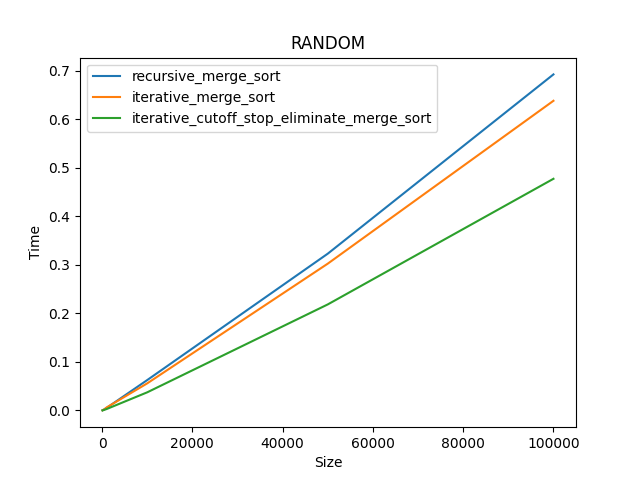 RANDOM
recursive_merge_sort
iterative_merge_sort
iterative_cutoff_stop_eliminate_merge_sort
Time
0.7
0.6
0.5
0.4
0.3
0.2
0.1
0.0
0 20000 40000 60000 80000 100000
Size